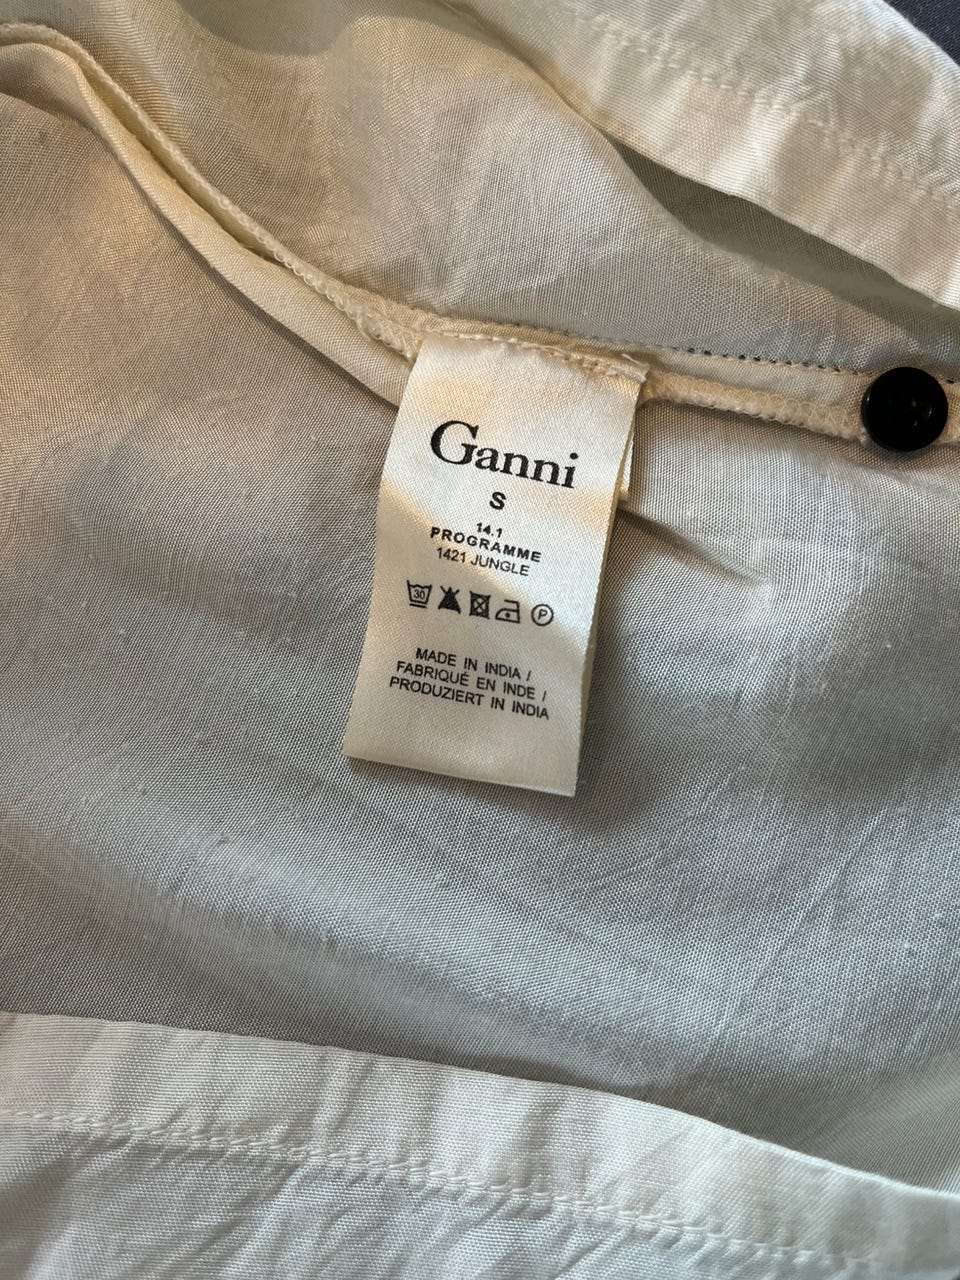 Ganni
S
14.1
PROGRAMME
1421 JUNGLE
30 P
MADE IN INDIA /
FABRIQUÉ EN INDE /
PRODUZIERT IN INDIA